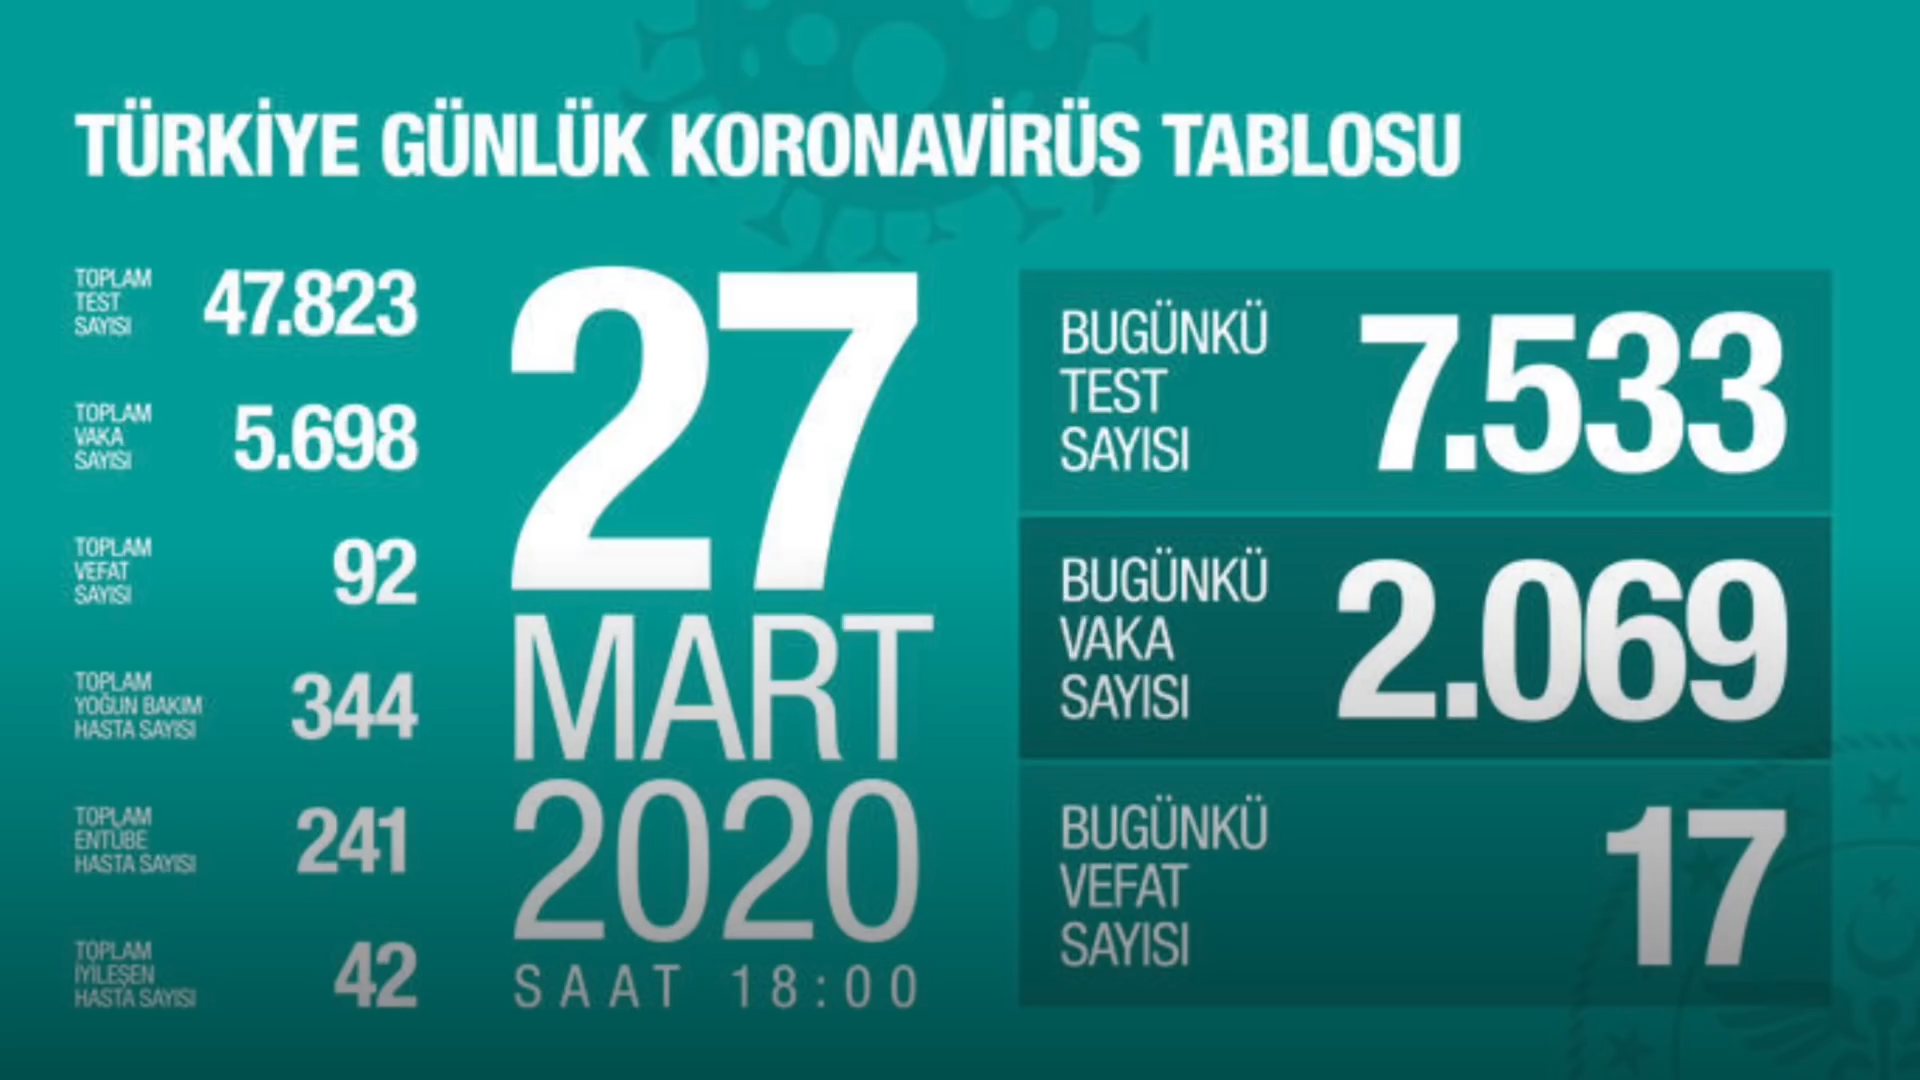 TÜRKİYE GÜNLÜK KORONAVİRÜS TABLOSU
TOPLAM
TEST
SAYISI
47.823
TOPLAM
VAKA
SAYISI
5.698
TOPLAM
VEFAT
SAYISI
92
TOPLAM
YOĞUN BAKIM
HASTA SAYISI
344
TOPLAM
ENTÜBE
HASTA SAYISI
241
TOPLAM
İYİLEŞEN
HASTA SAYISI
42
27
MART
2020
SAAT 18:00
BUGÜNKÜ
TEST
SAYISI
7.533
BUGÜNKÜ
VAKA
SAYISI
2.069
BUGÜNKÜ
VEFAT
SAYISI
17